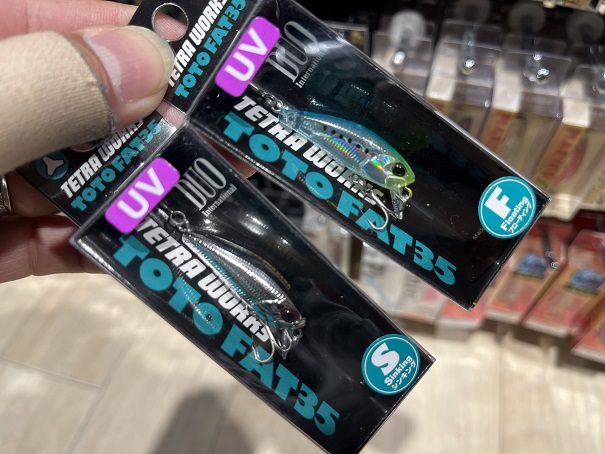 TETRA WORKS
TOTO FAT35
UV
DUO
International
TETRA WORKS
TOTO FAT35
F
Floating
フローティング
TETRA WORKS
TOTO FAT35
UV
DUO
International
TETRA WORKS
TOTO FAT35
S
Sinking
シンキング